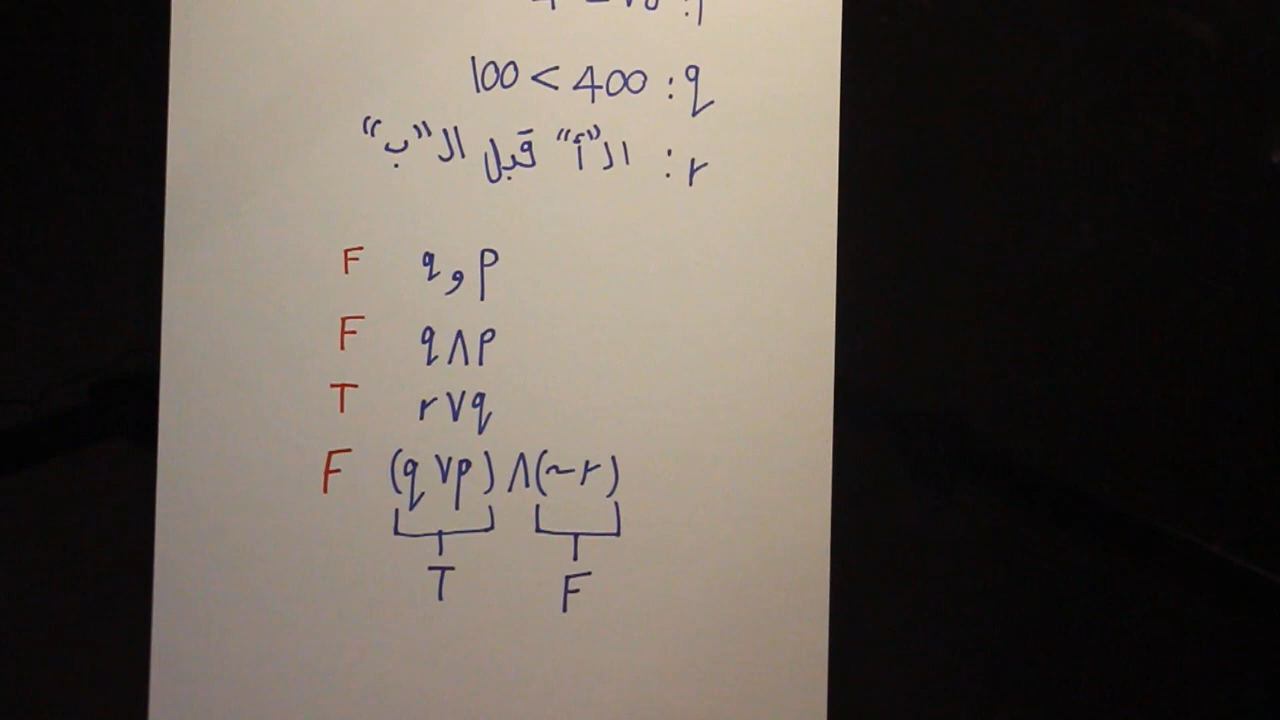 q: 100 < 400
r: الـ"أ" قبل الـ"ب"
F q و p
F q ∧ p
T r ∨ q
F (q ∨ p) ∧ (~r)
T F